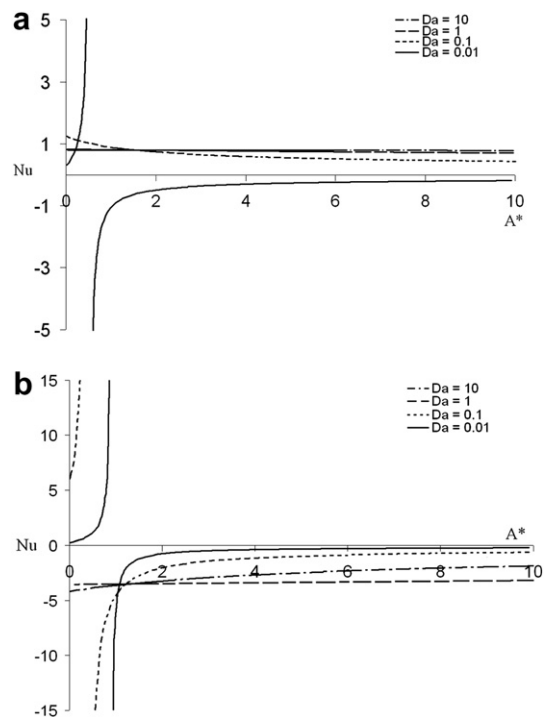 a
5
3
1
Nu
-1
-3
-5
0
2
4
6
8
10
A*
Da = 10
Da = 1
Da = 0.1
Da = 0.01
b
15
10
5
Nu
0
-5
-10
-15
0
2
4
6
8
10
A*
Da = 10
Da = 1
Da = 0.1
Da = 0.01